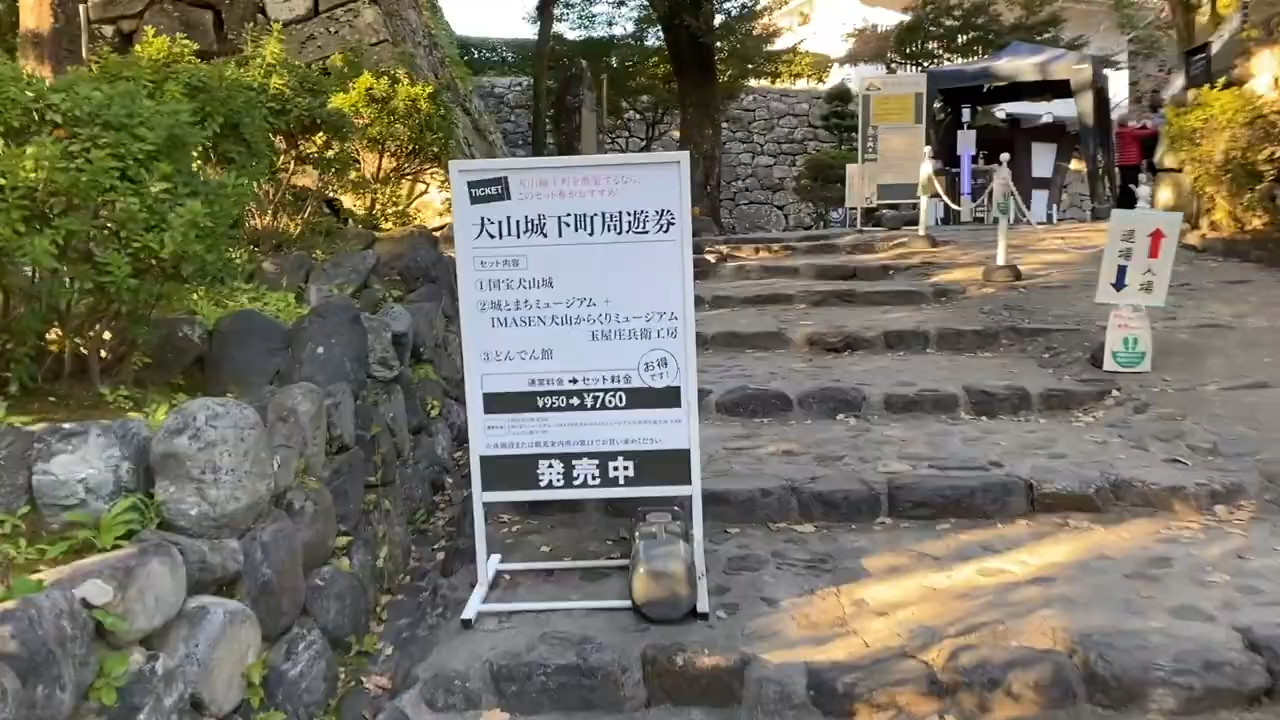 TICKET
犬山城下町を散策するなら、
このセット券がおすすめ!
犬山城下町周遊券
セット内容
①国宝犬山城
②城とまちミュージアム +
IMASEN犬山からくりミュージアム
玉屋庄兵衛工房
③どんでん館
お得
です!
通常料金➔セット料金
¥950➔¥760
発売中
退場
入場